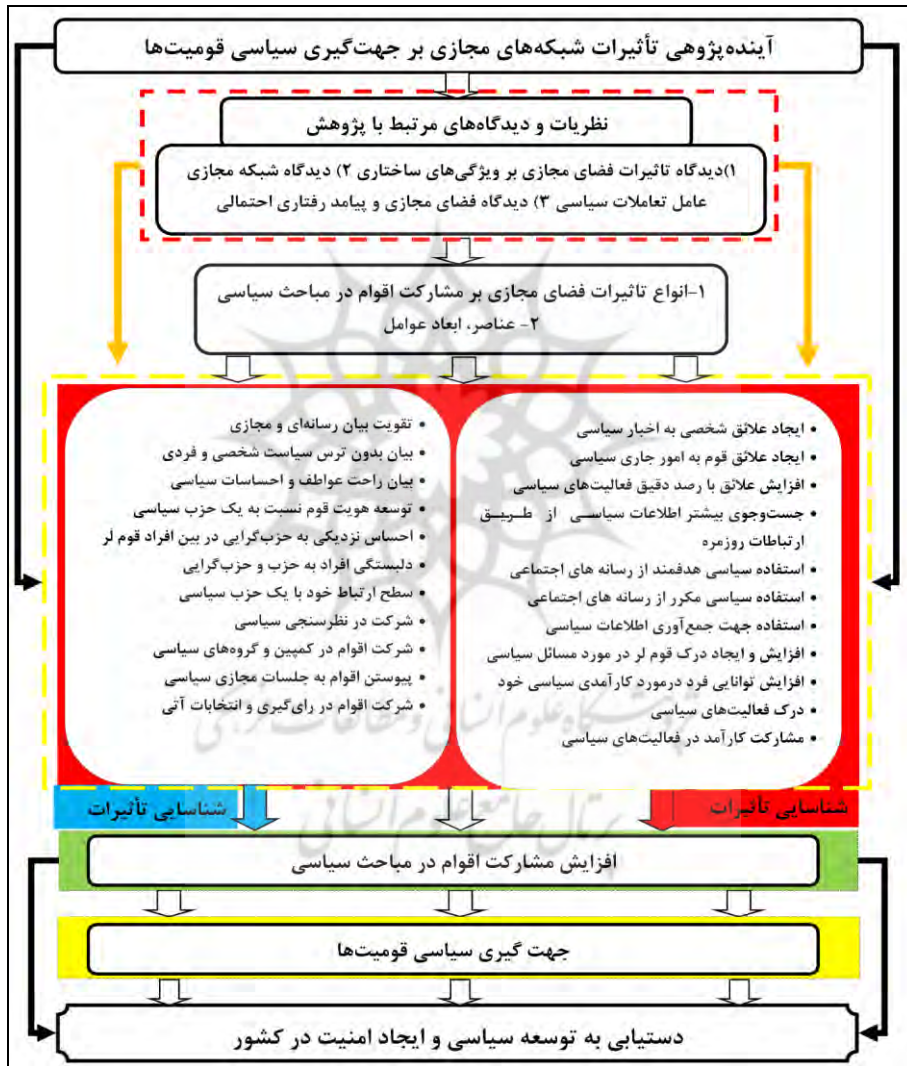 آینده‌پژوهی تأثیرات شبکه‌های مجازی بر جهت‌گیری سیاسی قومیت‌ها
نظریات و دیدگاه‌های مرتبط با پژوهش
۱)دیدگاه تاثیرات فضای مجازی بر ویژگی‌های ساختاری ۲) دیدگاه شبکه مجازی
عامل تعاملات سیاسی ۳) دیدگاه فضای مجازی و پیامد رفتاری احتمالی
۱-انواع تاثیرات فضای مجازی بر مشارکت اقوام در مباحث سیاسی
۲- عناصر، ابعاد عوامل
• ایجاد علائق شخصی به اخبار سیاسی
• ایجاد علائق قوم به امور جاری سیاسی
• افزایش علائق با رصد دقیق فعالیت‌های سیاسی
• جست‌وجوی بیشتر اطلاعات سیاسی از طریق
ارتباطات روزمره
• استفاده سیاسی هدفمند از رسانه های اجتماعی
• استفاده سیاسی مکرر از رسانه های اجتماعی
• استفاده جهت جمع‌آوری اطلاعات سیاسی
• افزایش و ایجاد درک قوم لر در مورد مسائل سیاسی
• افزایش توانایی فرد درمورد کارآمدی سیاسی خود
• درک فعالیت‌های سیاسی
• مشارکت کارآمد در فعالیت‌های سیاسی
• تقویت بیان رسانه‌ای و مجازی
• بیان بدون ترس سیاست شخصی و فردی
• بیان راحت عواطف و احساسات سیاسی
• توسعه هویت قوم نسبت به یک حزب سیاسی
• احساس نزدیکی به حزب‌گرایی در بین افراد قوم لر
• دلبستگی افراد به حزب و حزب‌گرایی
• سطح ارتباط خود با یک حزب سیاسی
• شرکت در نظرسنجی سیاسی
• شرکت اقوام در کمپین و گروه‌های سیاسی
• پیوستن اقوام به جلسات مجازی سیاسی
• شرکت اقوام در رای‌گیری و انتخابات آتی
پژوهشگاه علوم انسانی و مطالعات فرهنگی
پرتال جامع علوم انسانی
شناسایی تأثیرات
شناسایی تأثیرات
افزایش مشارکت اقوام در مباحث سیاسی
جهت گیری سیاسی قومیت‌ها
دستیابی به توسعه سیاسی و ایجاد امنیت در کشور